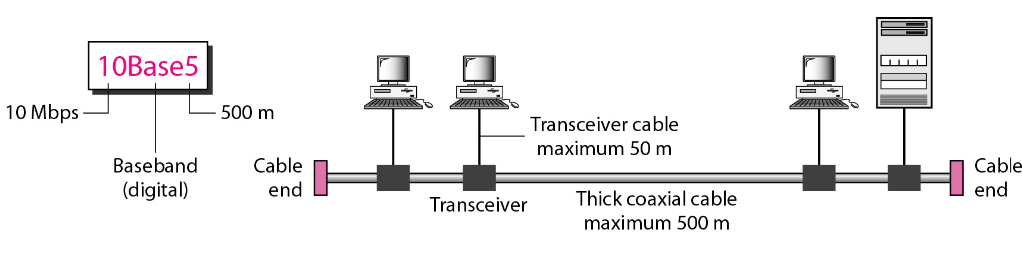 10Base5
10 Mbps
500 m
Baseband
(digital)
Transceiver cable
maximum 50 m
Cable
end
Transceiver
Thick coaxial cable
maximum 500 m
Cable
end